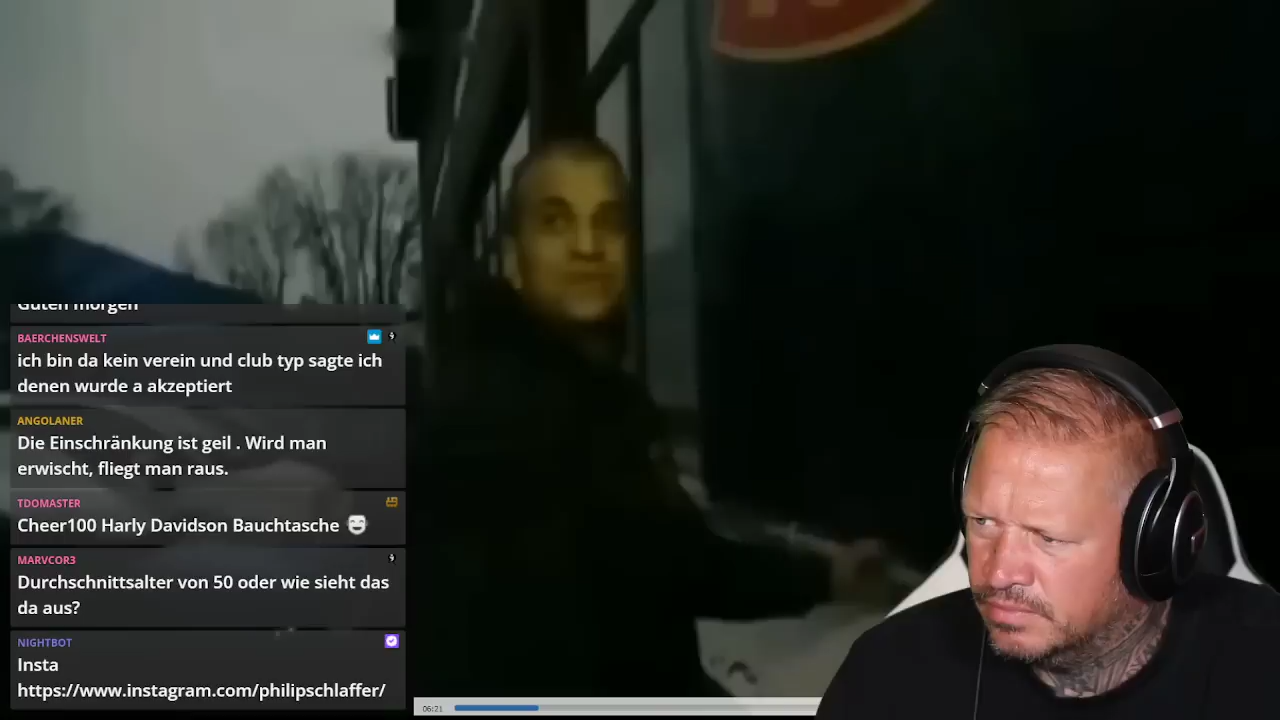 Guten morgen
BAERCHENSWELT
ich bin da kein verein und club typ sagte ich
denen wurde a akzeptiert
ANGOLANER
Die Einschränkung ist geil . Wird man
erwischt, fliegt man raus.
TDOMASTER
Cheer100 Harly Davidson Bauchtasche
MARVCOR3
Durchschnittsalter von 50 oder wie sieht das
da aus?
NIGHTBOT
Insta
https://www.instagram.com/philipschlaffer/
06:21